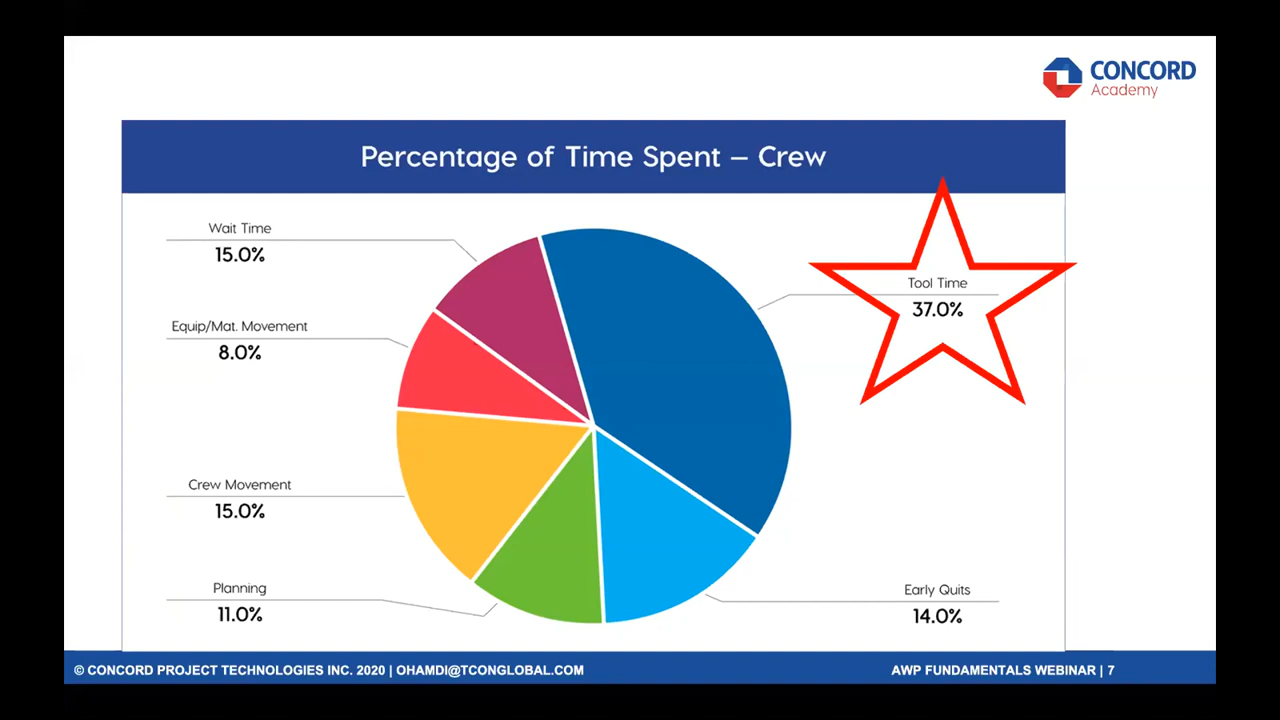 CONCORD
Academy
Percentage of Time Spent – Crew
Wait Time
15.0%
Equip/Mat. Movement
8.0%
Crew Movement
15.0%
Planning
11.0%
Tool Time
37.0%
Early Quits
14.0%
© CONCORD PROJECT TECHNOLOGIES INC. 2020 | OHAMDI@TCONGLOBAL.COM
AWP FUNDAMENTALS WEBINAR | 7